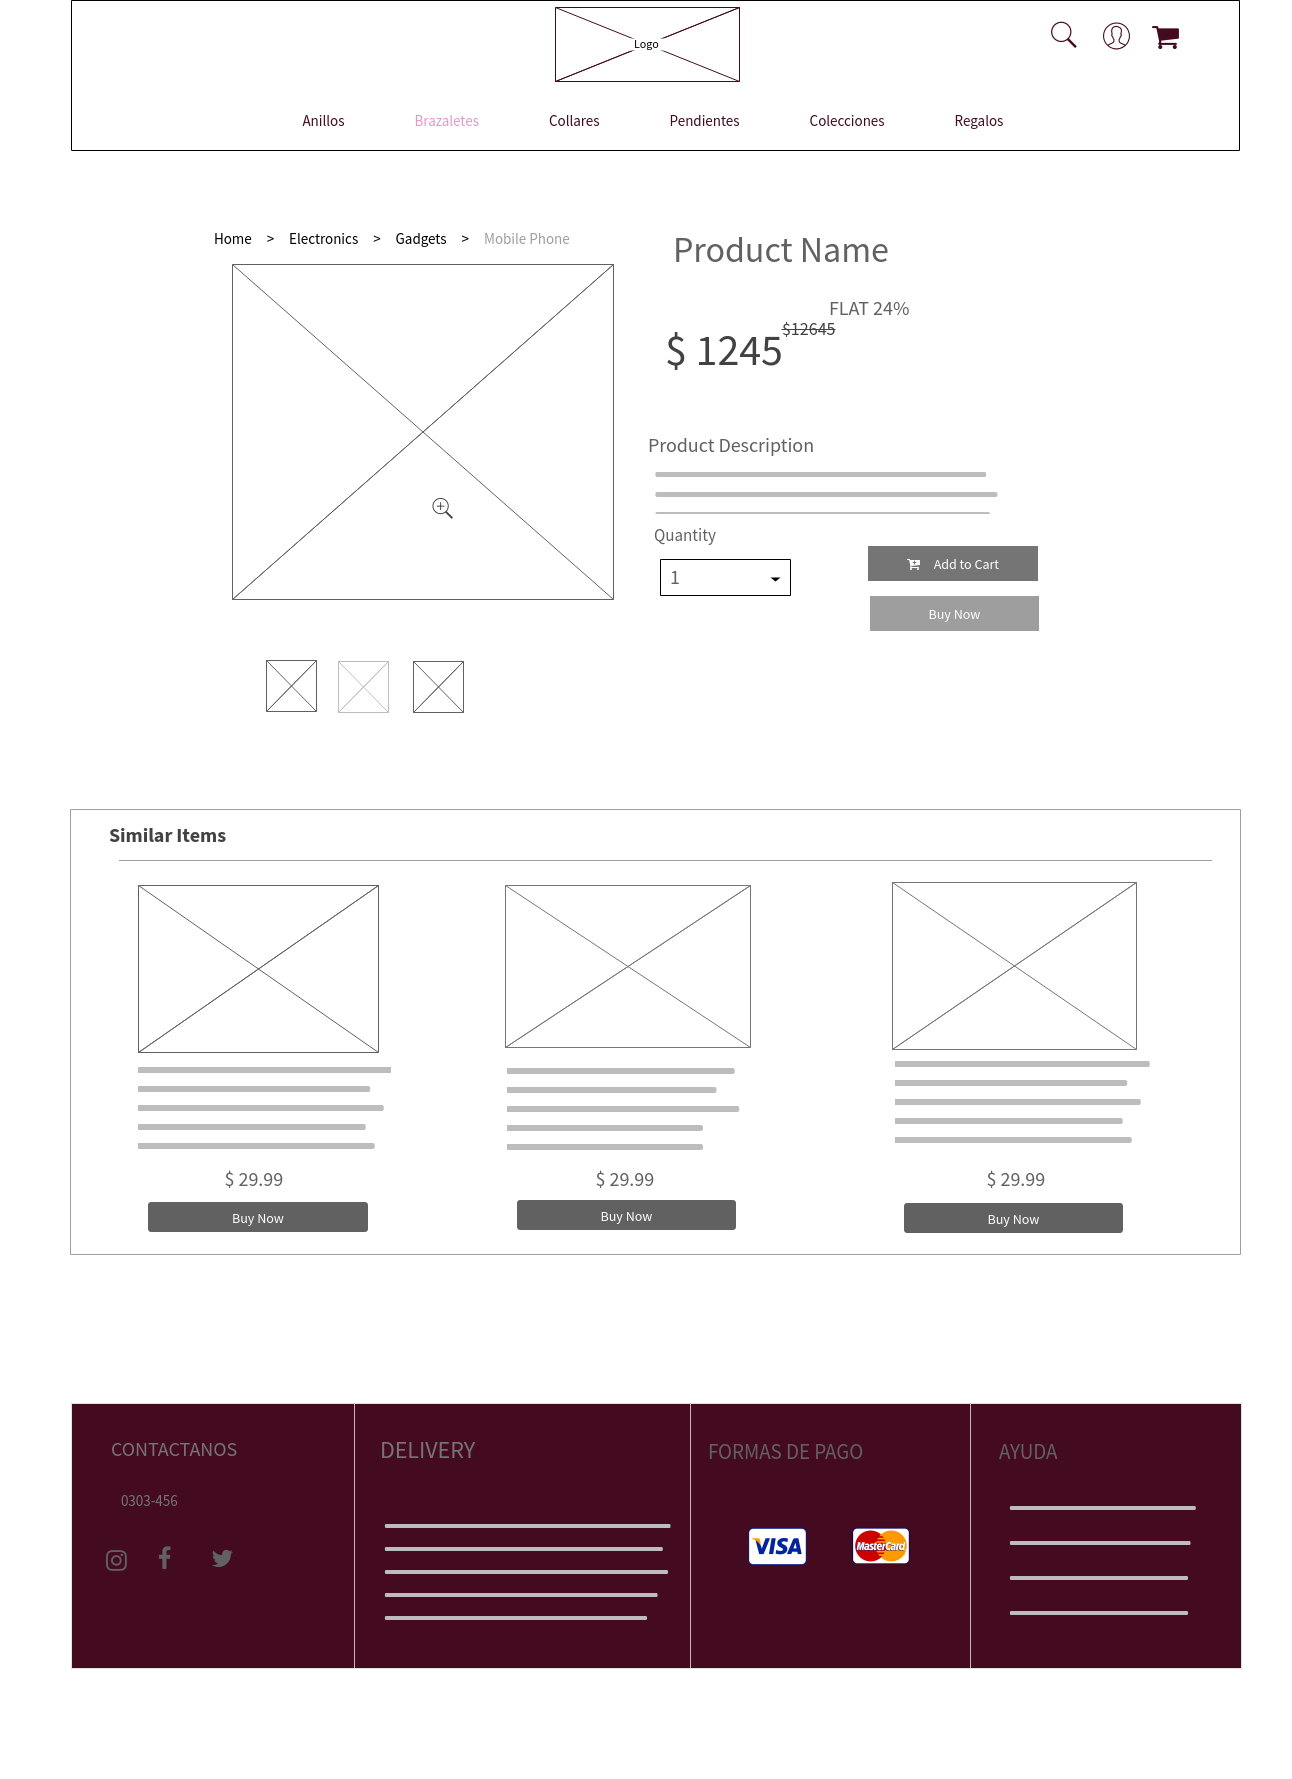 Logo
Anillos Brazaletes Collares Pendientes Colecciones Regalos
Home > Electronics > Gadgets > Mobile Phone
Product Name
FLAT 24%
$ 1245 $12645
Product Description
Quantity
1
Add to Cart
Buy Now
Similar Items
$ 29.99 $ 29.99 $ 29.99
Buy Now Buy Now Buy Now
CONTACTANOS
0303-456
DELIVERY
FORMAS DE PAGO
VISA MasterCard
AYUDA